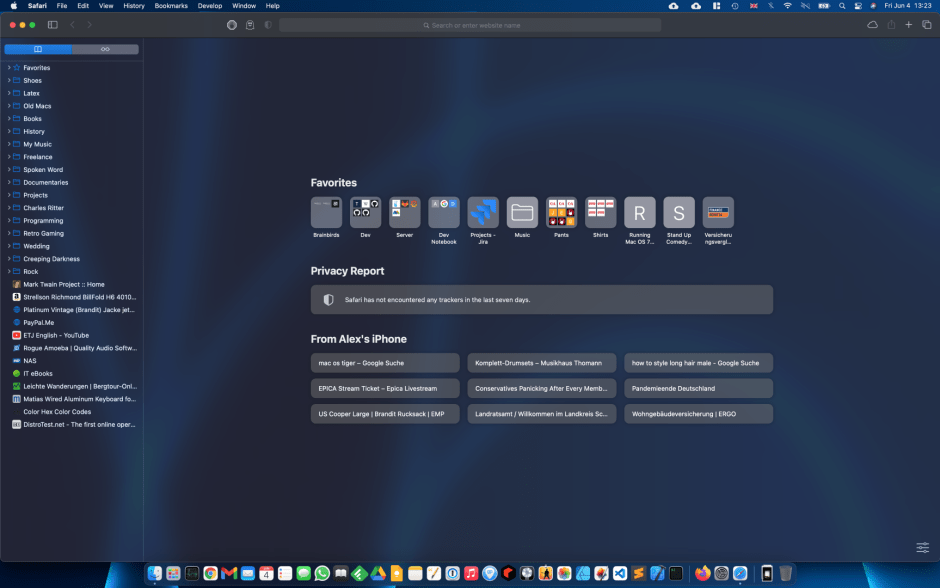 Safari File Edit View History Bookmarks Develop Window Help
Fri Jun 4 13:23
Search or enter website name
Favorites
Shoes
Latex
Old Macs
Books
History
My Music
Freelance
Spoken Word
Documentaries
Projects
Charles Ritter
Programming
Retro Gaming
Wedding
Creeping Darkness
Rock
Mark Twain Project :: Home
Strellson Richmond BillFold H6 4010...
Platinum Vintage (Brandit) Jacke jet...
PayPal.Me
ETJ English - YouTube
Rogue Amoeba | Quality Audio Softw...
NAS
IT eBooks
Leichte Wanderungen | Bergtour-Onl...
Matias Wired Aluminum Keyboard fo...
Color Hex Color Codes
DistroTest.net - The first online oper...
Favorites
R S
Brainbirds Dev Server Dev Projects - Music Pants Shirts Running Stand Up Versicheru
Notebook Jira Mac OS 7... Comedy... ngsvergl...
Privacy Report
Safari has not encountered any trackers in the last seven days.
From Alex's iPhone
mac os tiger – Google Suche
Komplett-Drumsets – Musikhaus Thomann
how to style long hair male – Google Suche
EPICA Stream Ticket – Epica Livestream
Conservatives Panicking After Every Memb...
Pandemieende Deutschland
US Cooper Large | Brandit Rucksack | EMP
Landratsamt / Willkommen im Landkreis Sc...
Wohngebäudeversicherung | ERGO
4